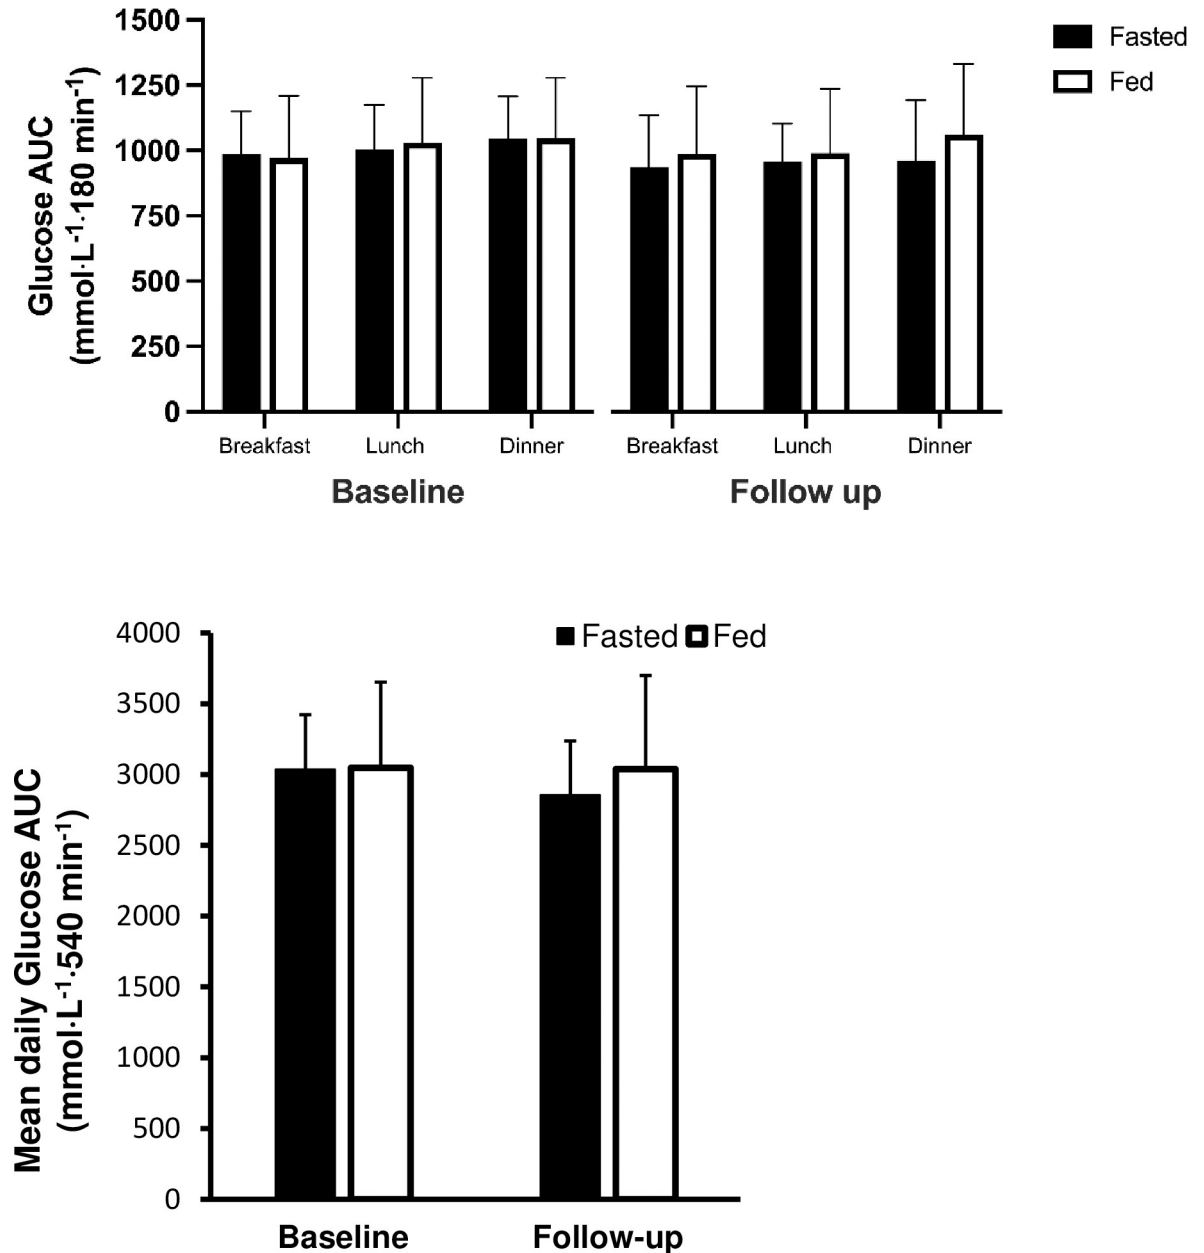 1500
1250
1000
750
500
250
0
Glucose AUC
(mmol·L⁻¹·180 min⁻¹)
Fasted
Fed
Breakfast Lunch Dinner Breakfast Lunch Dinner
Baseline Follow up
4000
3500
3000
2500
2000
1500
1000
500
0
Mean daily Glucose AUC
(mmol·L⁻¹·540 min⁻¹)
Fasted Fed
Baseline Follow-up